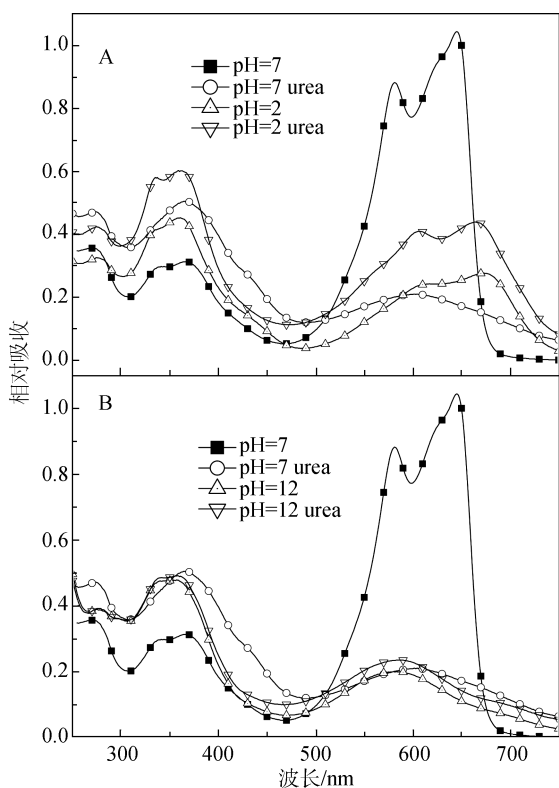 A
pH=7
pH=7 urea
pH=2
pH=2 urea
1.0
0.8
0.6
0.4
0.2
0.0
相对吸收
B
pH=7
pH=7 urea
pH=12
pH=12 urea
1.0
0.8
0.6
0.4
0.2
0.0
300 400 500 600 700
波长/nm